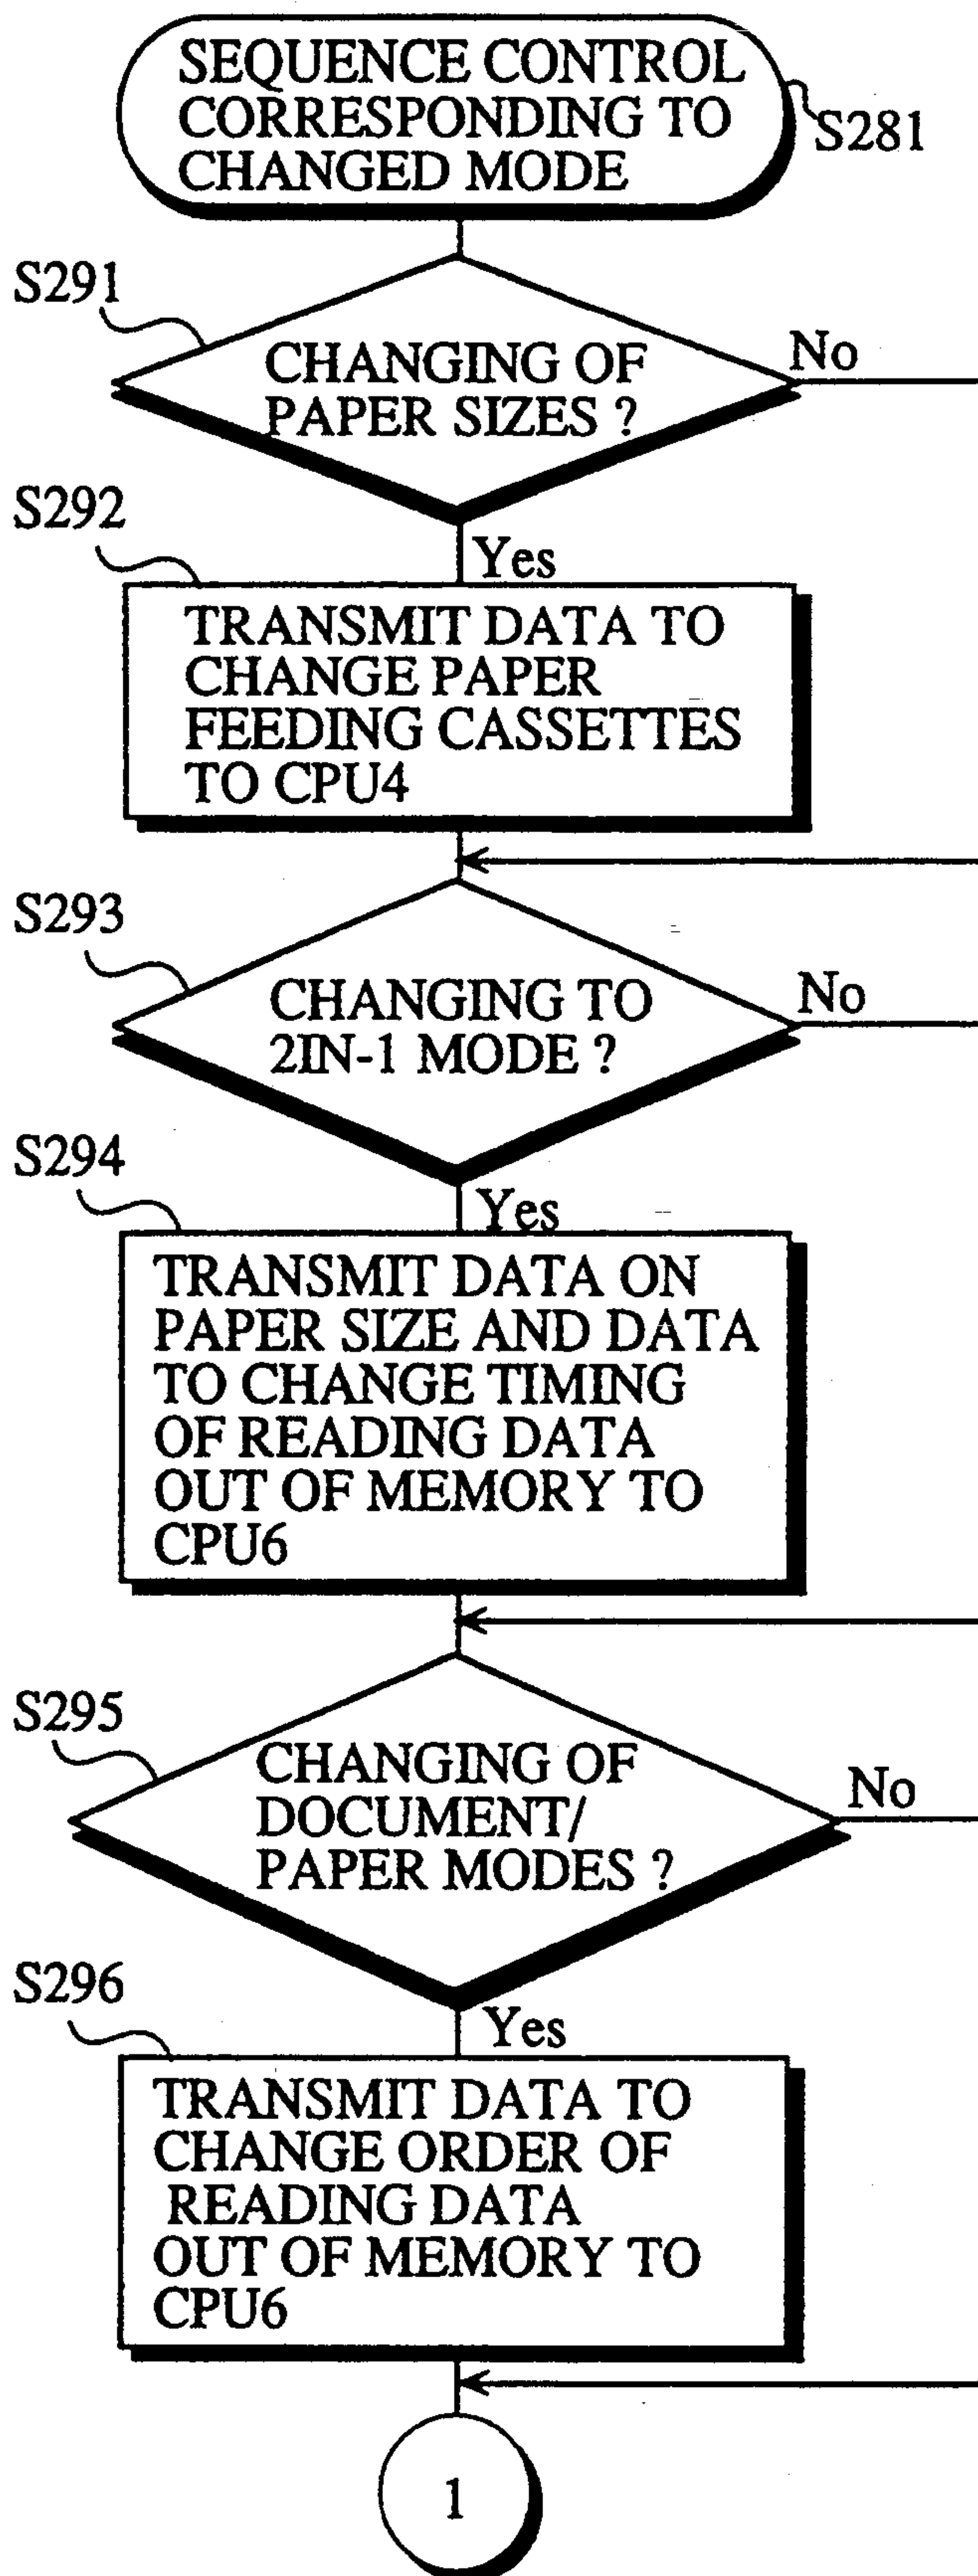 SEQUENCE CONTROL
CORRESPONDING TO
CHANGED MODE
S281
S291
CHANGING OF
PAPER SIZES ?
No
S292
Yes
TRANSMIT DATA TO
CHANGE PAPER
FEEDING CASSETTES
TO CPU4
S293
CHANGING TO
2IN-1 MODE ?
No
S294
Yes
TRANSMIT DATA ON
PAPER SIZE AND DATA
TO CHANGE TIMING
OF READING DATA
OUT OF MEMORY TO
CPU6
S295
CHANGING OF
DOCUMENT/
PAPER MODES ?
No
S296
Yes
TRANSMIT DATA TO
CHANGE ORDER OF
READING DATA
OUT OF MEMORY TO
CPU6
1